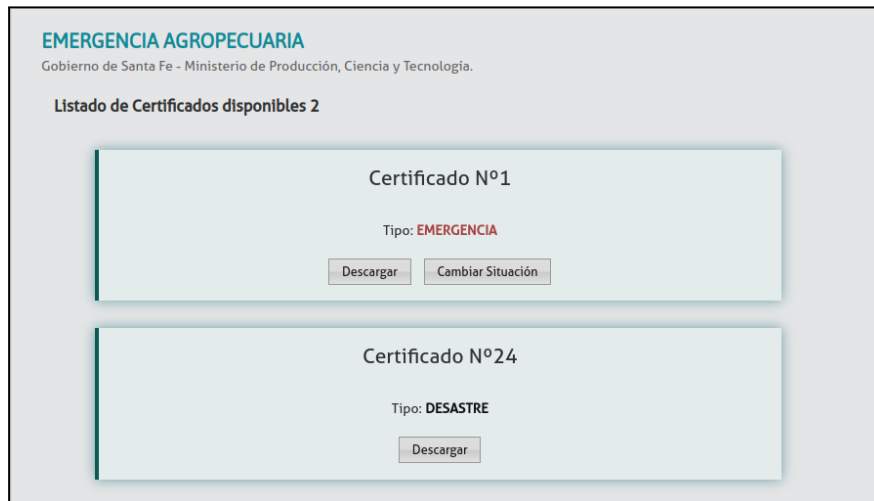 EMERGENCIA AGROPECUARIA
Gobierno de Santa Fe - Ministerio de Producción, Ciencia y Tecnología.
Listado de Certificados disponibles 2
Certificado Nº1
Tipo: EMERGENCIA
Descargar Cambiar Situación
Certificado Nº24
Tipo: DESASTRE
Descargar